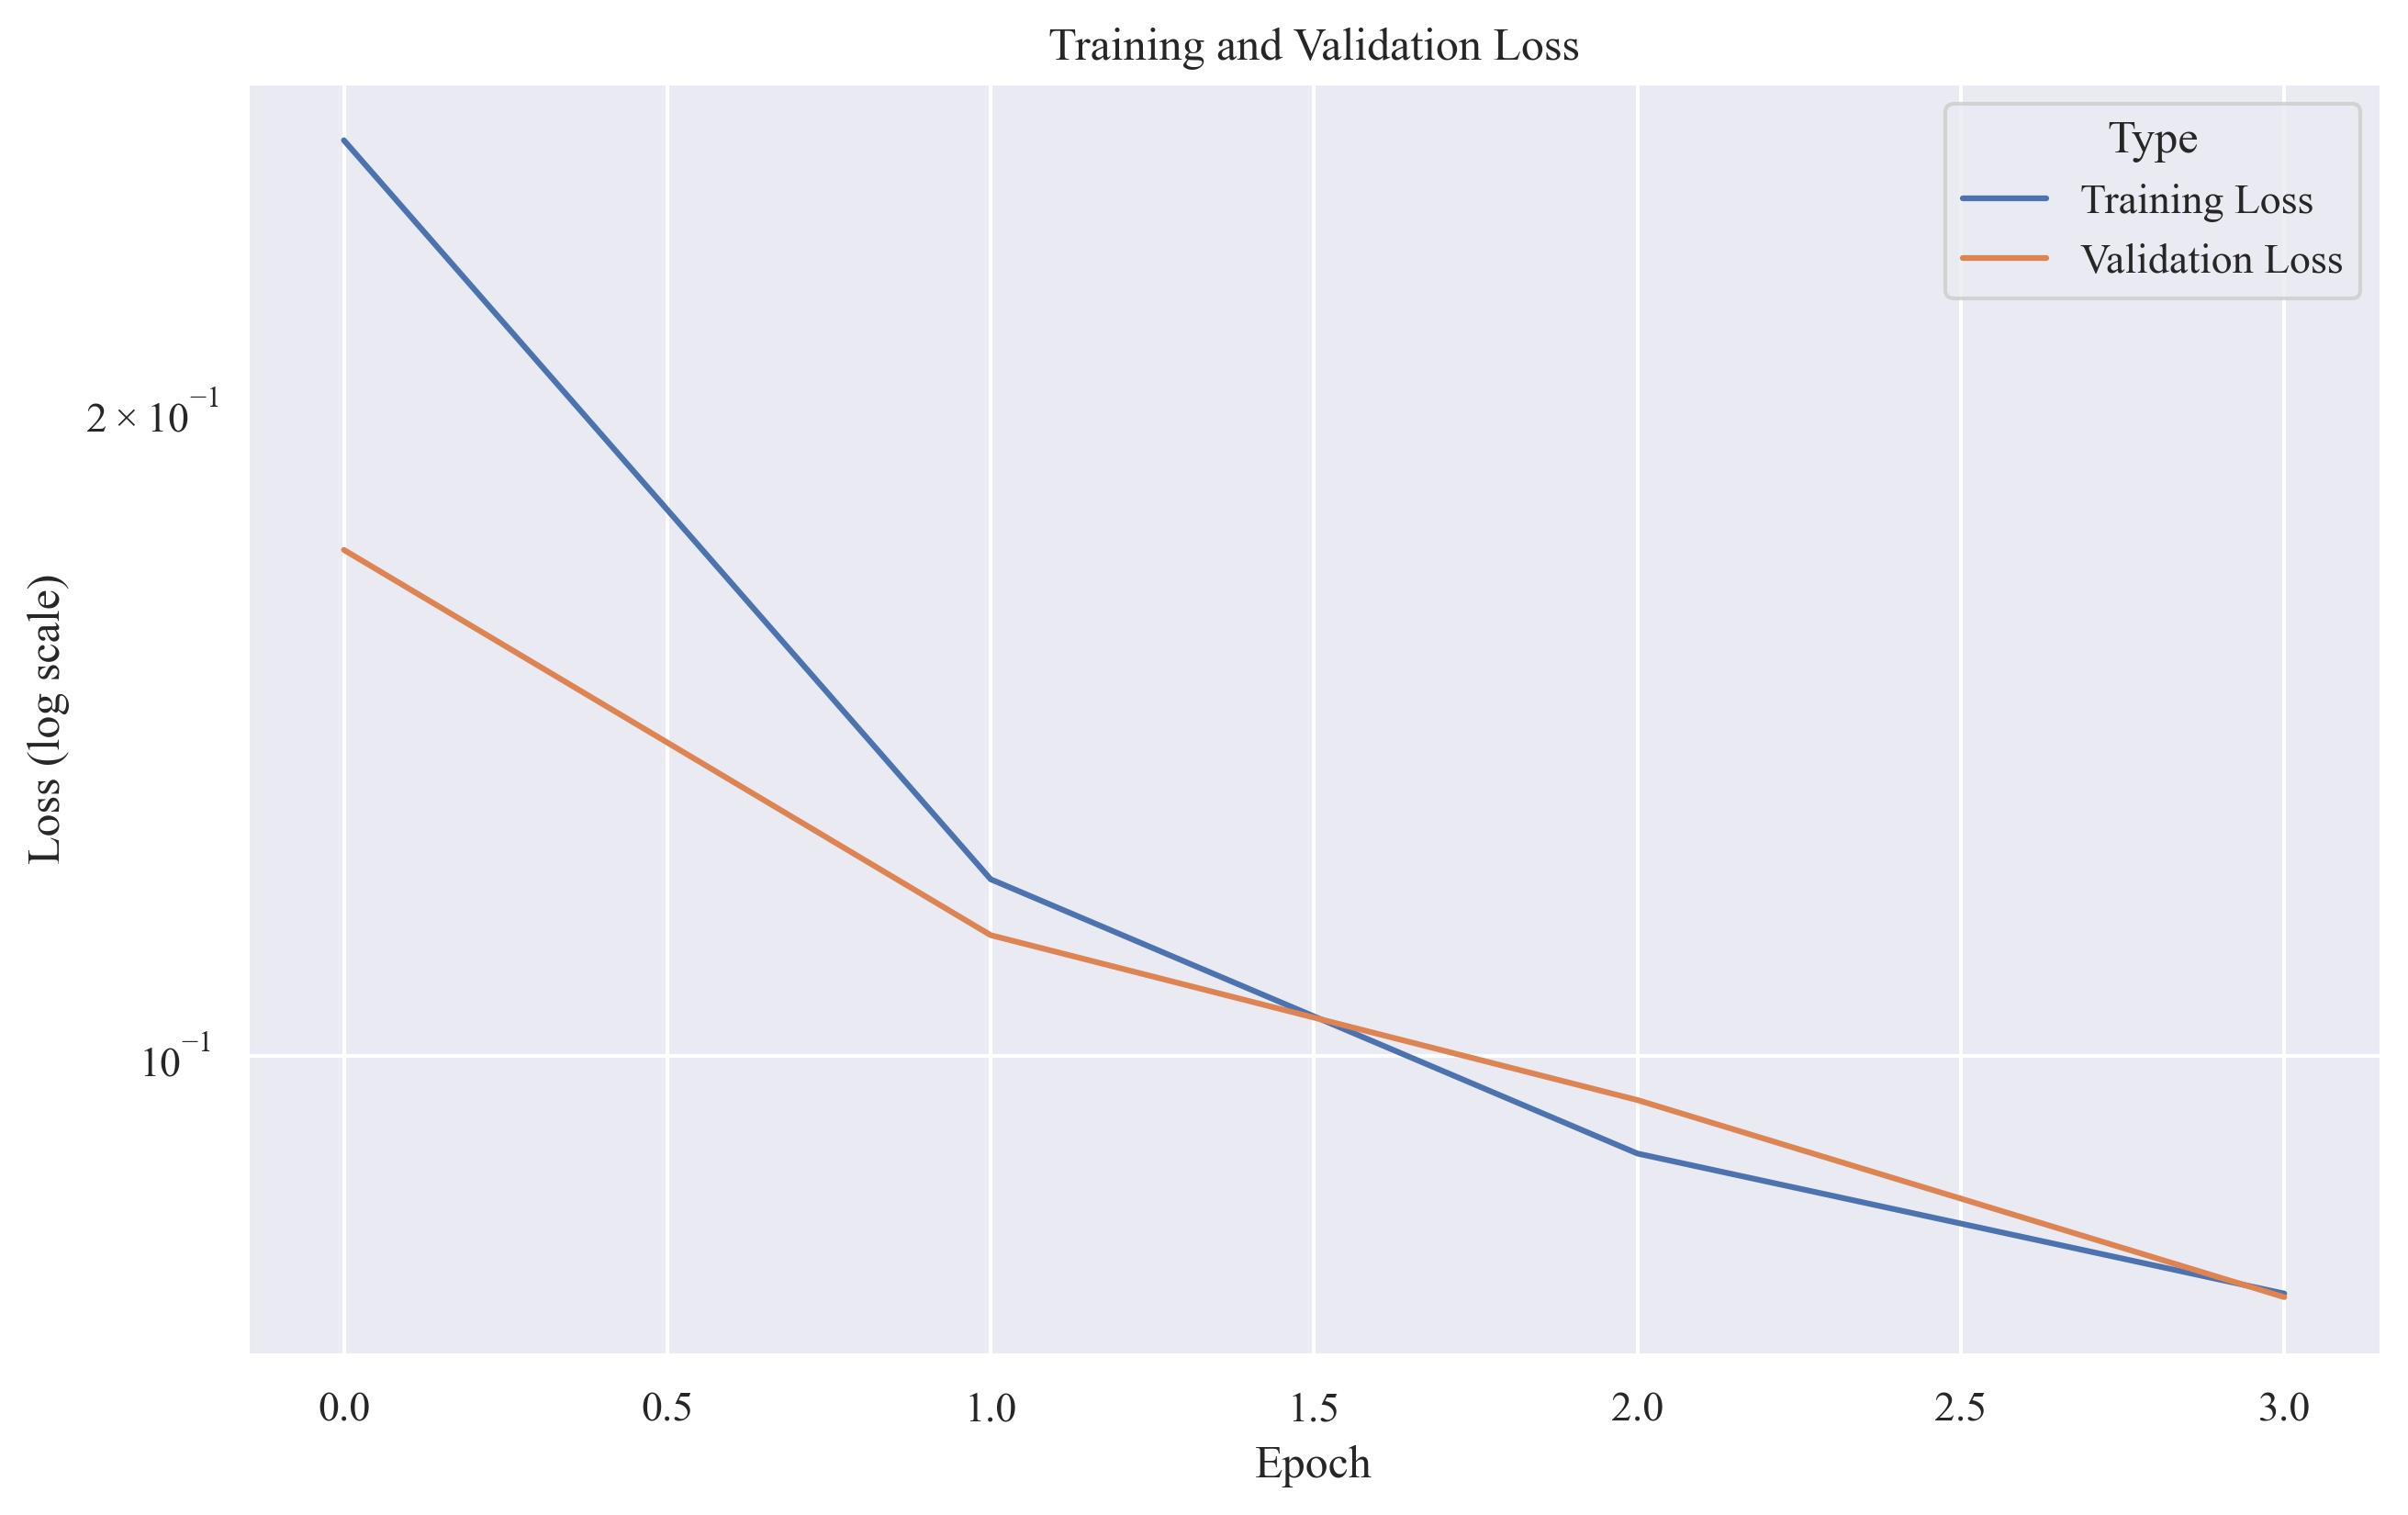 Training and Validation Loss
Type
Training Loss
Validation Loss
2 × 10⁻¹
10⁻¹
Loss (log scale)
0.0 0.5 1.0 1.5 2.0 2.5 3.0
Epoch